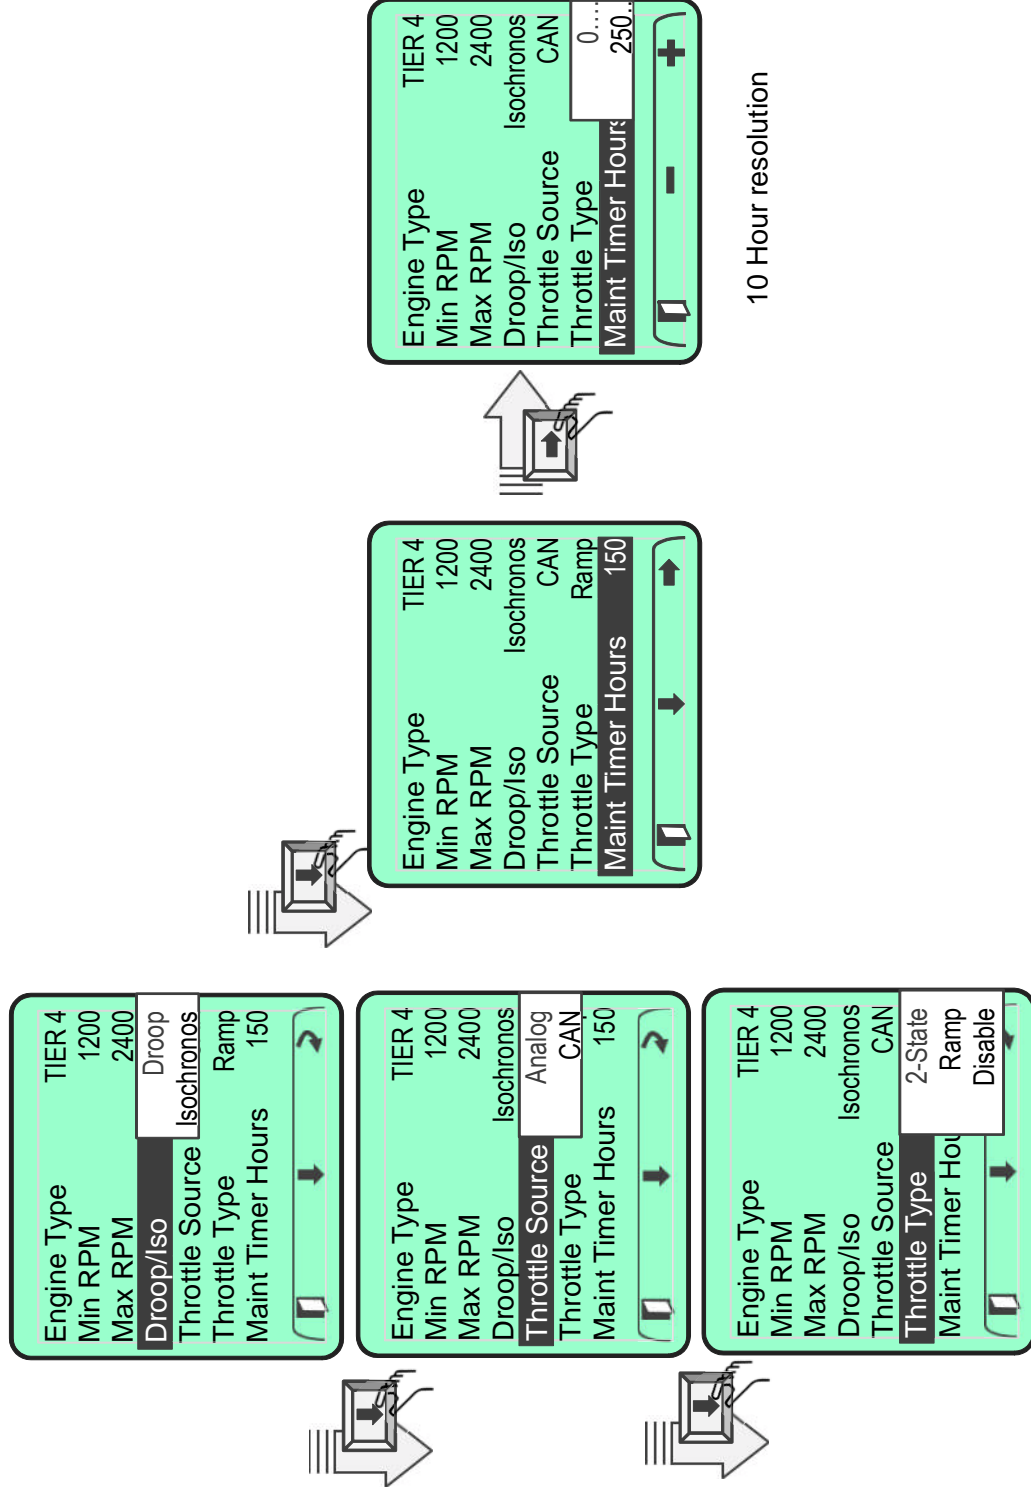 Engine Type TIER 4
Min RPM 1200
Max RPM 2400
Droop/Iso Droop
Throttle Source Isochronos
Throttle Type Ramp
Maint Timer Hours 150
Engine Type TIER 4
Min RPM 1200
Max RPM 2400
Droop/Iso Isochronos
Throttle Source Analog
Throttle Type CAN
Maint Timer Hours 150
Engine Type TIER 4
Min RPM 1200
Max RPM 2400
Droop/Iso Isochronos
Throttle Source CAN
Throttle Type 2-State
Maint Timer Hou Ramp
Disable
Engine Type TIER 4
Min RPM 1200
Max RPM 2400
Droop/Iso Isochronos
Throttle Source CAN
Throttle Type Ramp
Maint Timer Hours 150
Engine Type TIER 4
Min RPM 1200
Max RPM 2400
Droop/Iso Isochronos
Throttle Source CAN
Throttle Type 0....
Maint Timer Hours 250..
10 Hour resolution